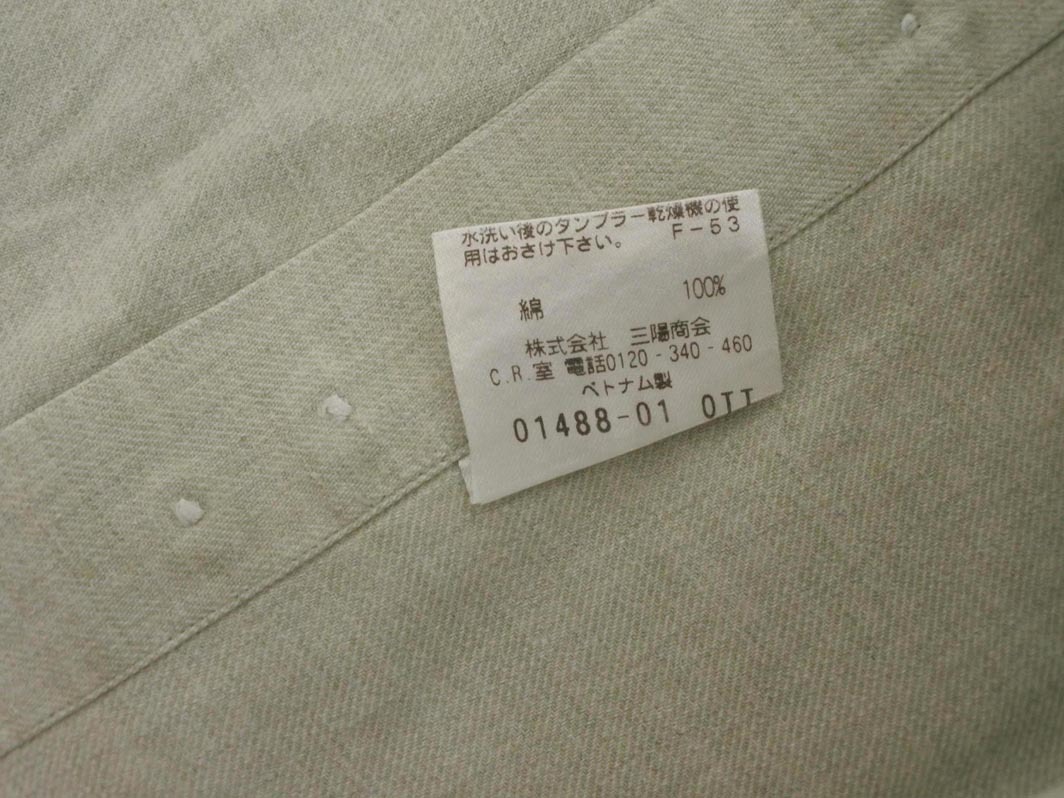 水洗い後のタンブラー乾燥機の使
用はおさけ下さい。 F-53
綿 100%
株式会社 三陽商会
C.R.室 電話0120-340-460
ベトナム製
01488-01